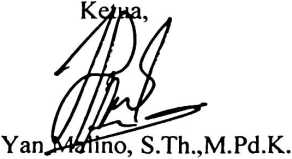 Ketua,
Yan Malino, S.Th.,M.Pd.K.